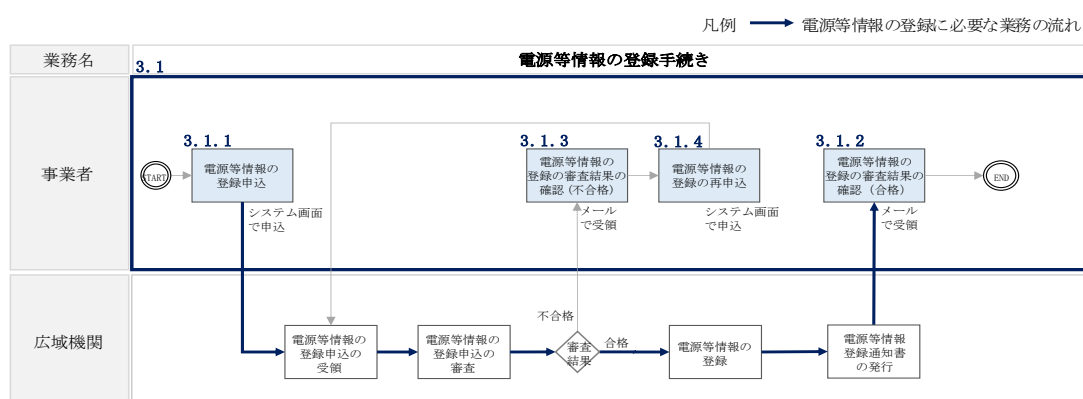 凡例 電源等情報の登録に必要な業務の流れ
業務名
電源等情報の登録手続き
3.1
事業者
START
3.1.1
電源等情報の
登録申込
システム画面
で申込
3.1.3
電源等情報の
登録の審査結果の
確認(不合格)
メール
で受領
3.1.4
電源等情報の
登録の再申込
システム画面
で申込
3.1.2
電源等情報の
登録の審査結果の
確認(合格)
メール
で受領
END
広域機関
電源等情報の
登録申込の
受領
電源等情報の
登録申込の
審査
不合格
審査
結果
合格
電源等情報の
登録
電源等情報
登録通知書
の発行